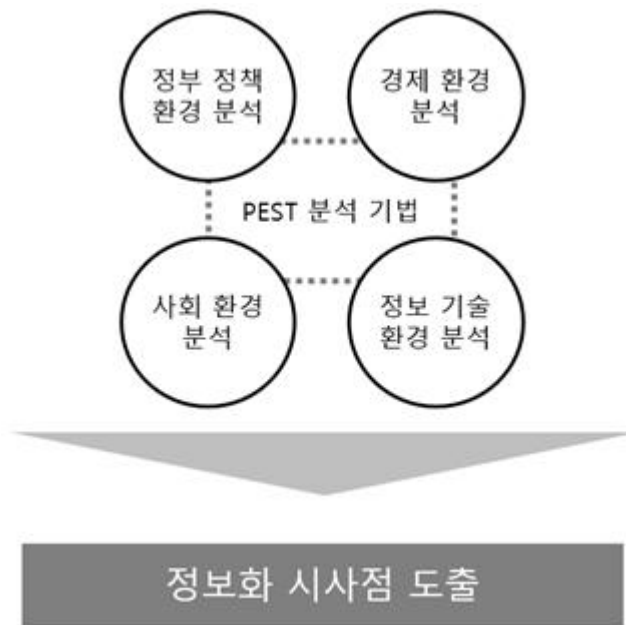 정부 정책
환경 분석
경제 환경
분석
PEST 분석 기법
사회 환경
분석
정보 기술
환경 분석
정보화 시사점 도출